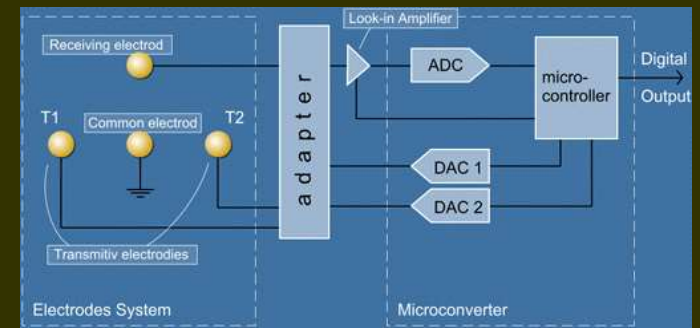 Look-in Amplifier
Receiving electrod
ADC
micro-
controller
Digital
Output
T1
Common electrod
T2
adapter
DAC 1
DAC 2
Transmitiv electrodies
Electrodes System
Microconverter